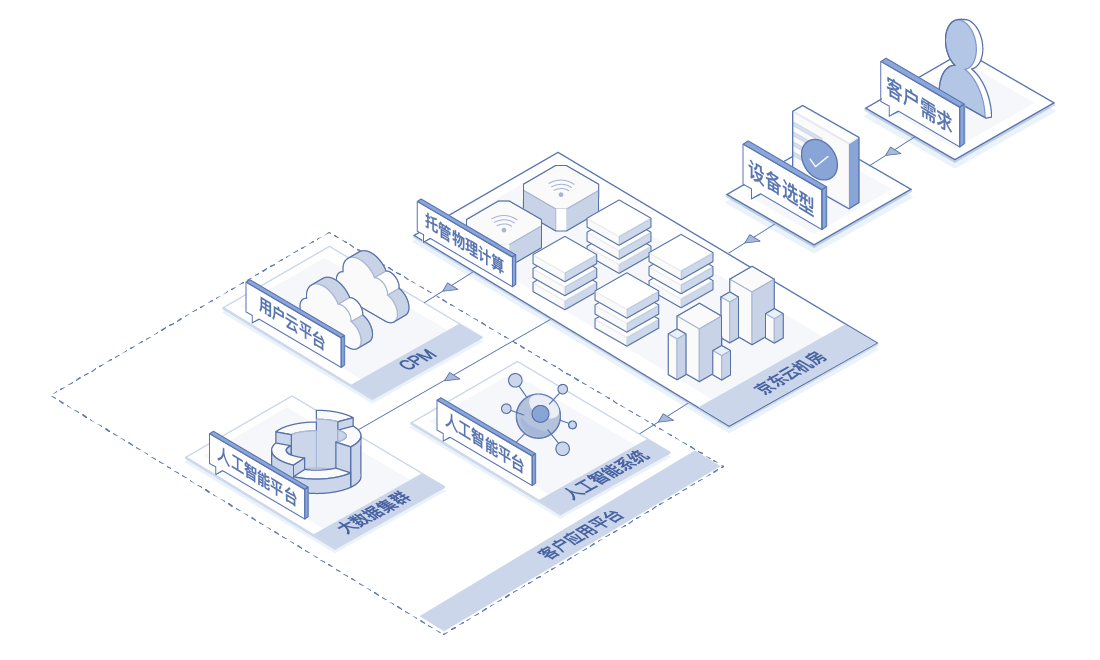 客户需求
设备选型
托管物理计算
京东云机房
用户云平台
CPM
人工智能平台
人工智能系统
人工智能平台
大数据集群
客户应用平台